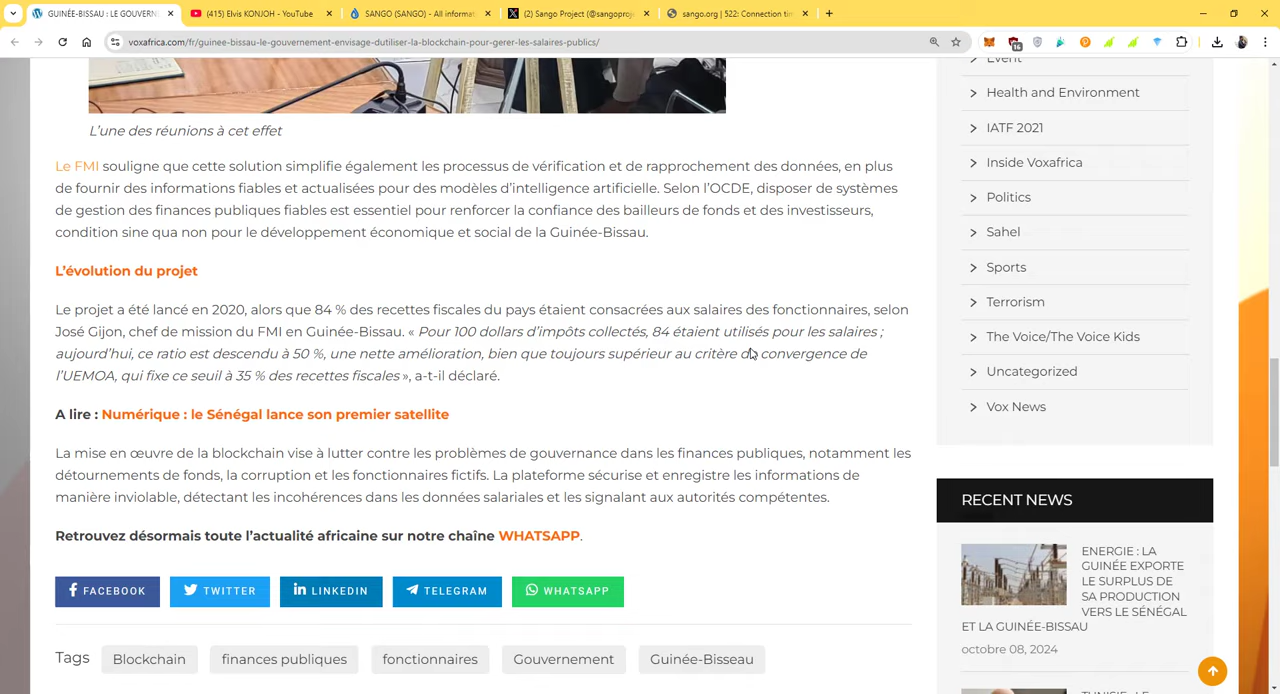 GUINÉE-BISSAU : LE GOUVERN
(415) Elvis KONJOH - YouTube
SANGO (SANGO) - All informat
(2) Sango Project (@sangoproje
sango.org | 522: Connection tim
voxafrica.com/fr/guinee-bissau-le-gouvernement-envisage-dutiliser-la-blockchain-pour-gerer-les-salaires-publics/
16
L’une des réunions à cet effet
Le FMI souligne que cette solution simplifie également les processus de vérification et de rapprochement des données, en plus
de fournir des informations fiables et actualisées pour des modèles d’intelligence artificielle. Selon l’OCDE, disposer de systèmes
de gestion des finances publiques fiables est essentiel pour renforcer la confiance des bailleurs de fonds et des investisseurs,
condition sine qua non pour le développement économique et social de la Guinée-Bissau.
L’évolution du projet
Le projet a été lancé en 2020, alors que 84 % des recettes fiscales du pays étaient consacrées aux salaires des fonctionnaires, selon
José Gijon, chef de mission du FMI en Guinée-Bissau. « Pour 100 dollars d’impôts collectés, 84 étaient utilisés pour les salaires ;
aujourd’hui, ce ratio est descendu à 50 %, une nette amélioration, bien que toujours supérieur au critère de convergence de
l’UEMOA, qui fixe ce seuil à 35 % des recettes fiscales », a-t-il déclaré.
A lire : Numérique : le Sénégal lance son premier satellite
La mise en œuvre de la blockchain vise à lutter contre les problèmes de gouvernance dans les finances publiques, notamment les
détournements de fonds, la corruption et les fonctionnaires fictifs. La plateforme sécurise et enregistre les informations de
manière inviolable, détectant les incohérences dans les données salariales et les signalant aux autorités compétentes.
Retrouvez désormais toute l’actualité africaine sur notre chaîne WHATSAPP.
FACEBOOK
TWITTER
LINKEDIN
TELEGRAM
WHATSAPP
Tags
Blockchain
finances publiques
fonctionnaires
Gouvernement
Guinée-Bisseau
Event
Health and Environment
IATF 2021
Inside Voxafrica
Politics
Sahel
Sports
Terrorism
The Voice/The Voice Kids
Uncategorized
Vox News
RECENT NEWS
ENERGIE : LA
GUINÉE EXPORTE
LE SURPLUS DE
SA PRODUCTION
VERS LE SÉNÉGAL
ET LA GUINÉE-BISSAU
octobre 08, 2024
TUNISIE : LE